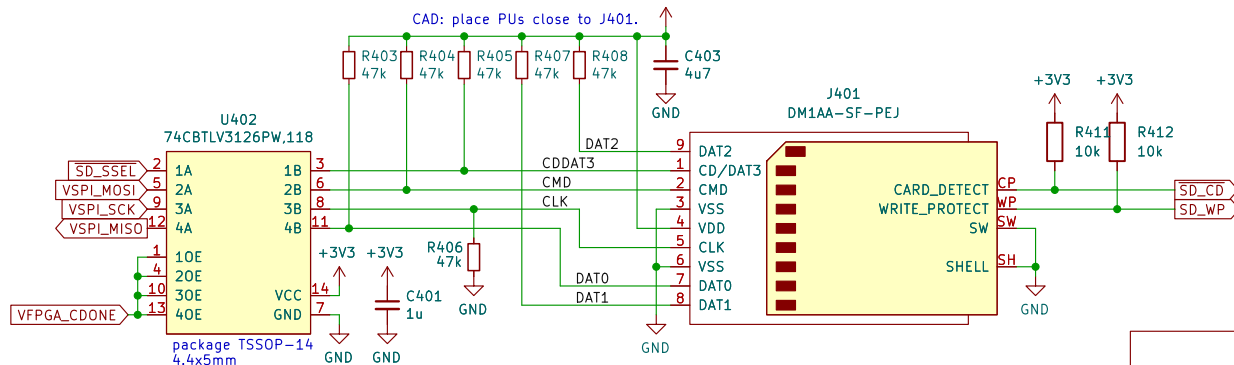 CAD: place PUs close to J401.
R403
47k
R404
47k
R405
47k
R407
47k
R408
47k
C403
4u7
GND
U402
74CBTLV3126PW,118
SD_SSEL
VSPI_MOSI
VSPI_SCK
VSPI_MISO
VFPGA_CDONE
2 1A
5 2A
9 3A
12 4A
1 1OE
4 2OE
10 3OE
13 4OE
1B 3
2B 6
3B 8
4B 11
VCC 14
GND 7
package TSSOP-14
4.4x5mm
+3V3
GND
+3V3
C401
1u
GND
R406
47k
GND
DAT2
CDDAT3
CMD
CLK
DAT0
DAT1
GND
J401
DM1AA-SF-PEJ
9 DAT2
1 CD/DAT3
2 CMD
3 VSS
4 VDD
5 CLK
6 VSS
7 DAT0
8 DAT1
CARD_DETECT CP
WRITE_PROTECT WP
SW SW
SHELL SH
GND
+3V3
R411
10k
+3V3
R412
10k
SD_CD
SD_WP